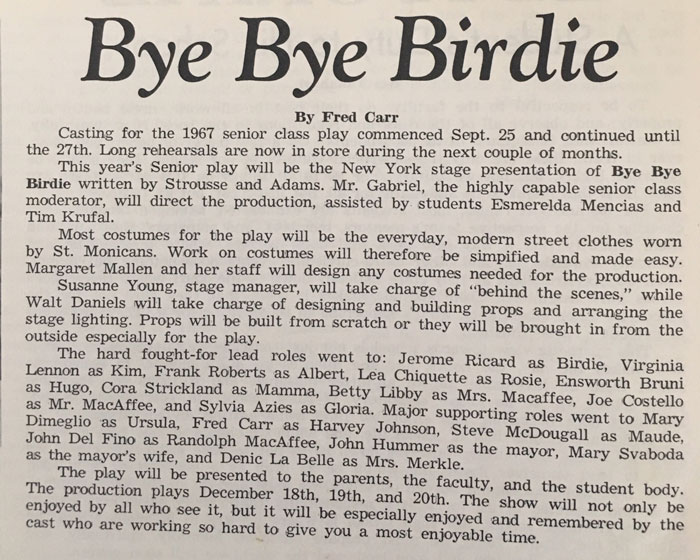 Bye Bye Birdie
By Fred Carr
Casting for the 1967 senior class play commenced Sept. 25 and continued until
the 27th. Long rehearsals are now in store during the next couple of months.
This year's Senior play will be the New York stage presentation of Bye Bye
Birdie written by Strousse and Adams. Mr. Gabriel, the highly capable senior class
moderator, will direct the production, assisted by students Esmerelda Mencias and
Tim Krufal.
Most costumes for the play will be the everyday, modern street clothes worn
by St. Monicans. Work on costumes will therefore be simpified and made easy.
Margaret Mallen and her staff will design any costumes needed for the production.
Susanne Young, stage manager, will take charge of "behind the scenes," while
Walt Daniels will take charge of designing and building props and arranging the
stage lighting. Props will be built from scratch or they will be brought in from the
outside especially for the play.
The hard fought-for lead roles went to: Jerome Ricard as Birdie, Virginia
Lennon as Kim, Frank Roberts as Albert, Lea Chiquette as Rosie, Ensworth Bruni
as Hugo, Cora Strickland as Mamma, Betty Libby as Mrs. Macaffee, Joe Costello
as Mr. MacAffee, and Sylvia Azies as Gloria. Major supporting roles went to Mary
Dimeglio as Ursula, Fred Carr as Harvey Johnson, Steve McDougall as Maude,
John Del Fino as Randolph MacAffee, John Hummer as the mayor, Mary Svaboda
as the mayor's wife, and Denic La Belle as Mrs. Merkle.
The play will be presented to the parents, the faculty, and the student body.
The production plays December 18th, 19th, and 20th. The show will not only be
enjoyed by all who see it, but it will be especially enjoyed and remembered by the
cast who are working so hard to give you a most enjoyable time.